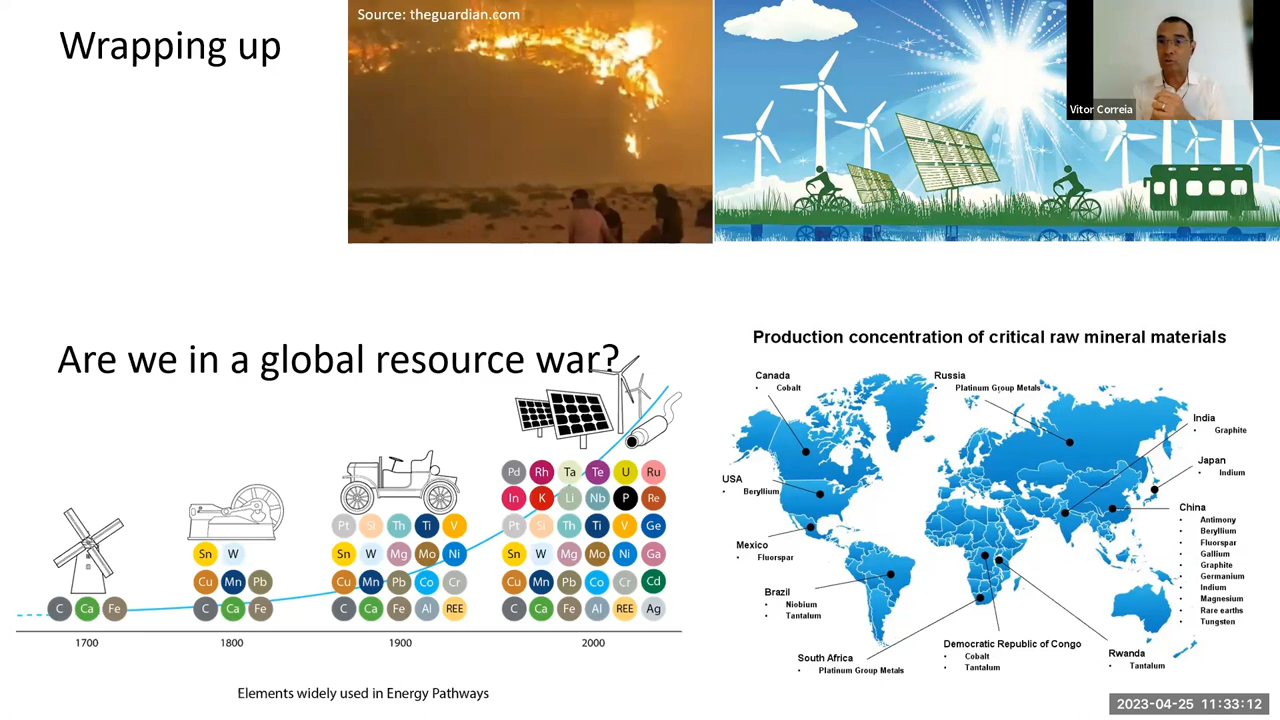 Wrapping up
Source: theguardian.com
Vitor Correia
Are we in a global resource war?
Pd Rh Ta Te U Ru
In K Li Nb P Re
Pt Si Th Ti V
Pt Si Th Ti V Ge
Sn W
Sn W Mg Mo Ni
Sn W Mg Mo Ni Ga
Cu Mn Pb
Cu Mn Pb Co Cr
Cu Mn Pb Co Cr Cd
C Ca Fe
C Ca Fe
C Ca Fe Al REE
C Ca Fe Al REE Ag
1700
1800
1900
2000
Elements widely used in Energy Pathways
Production concentration of critical raw mineral materials
Canada
• Cobalt
Russia
• Platinum Group Metals
India
• Graphite
Japan
• Indium
USA
• Beryllium
China
• Antimony
• Beryllium
• Fluorspar
• Gallium
• Graphite
• Germanium
• Indium
• Magnesium
• Rare earths
• Tungsten
Mexico
• Fluorspar
Brazil
• Niobium
• Tantalum
Democratic Republic of Congo
• Cobalt
• Tantalum
Rwanda
• Tantalum
South Africa
• Platinum Group Metals
2023-04-25 11:33:12